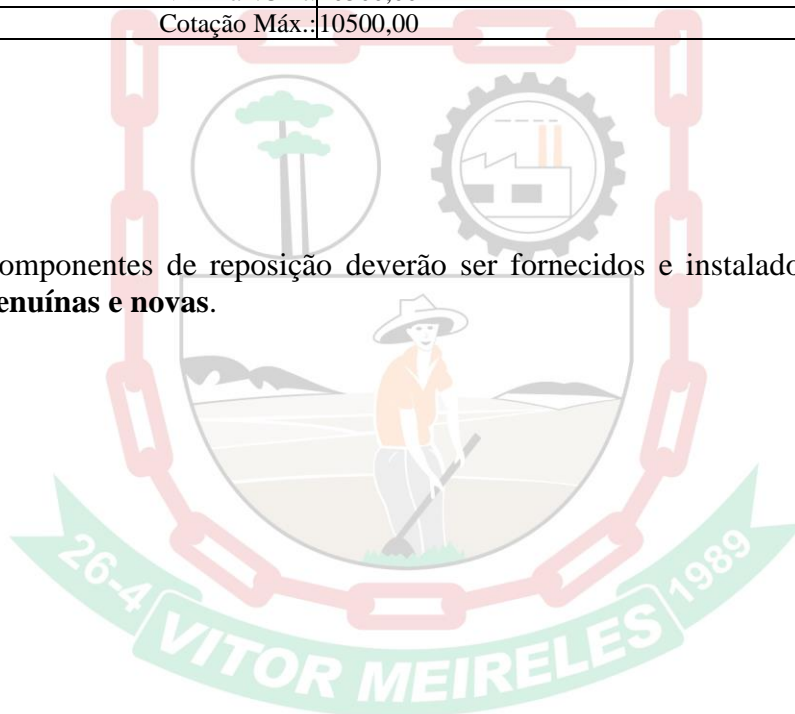 Cotação Máx.: 10500,00
omponentes de reposição deverão ser fornecidos e instalado
enuínas e novas.
26-4 1989
VITOR MEIRELES